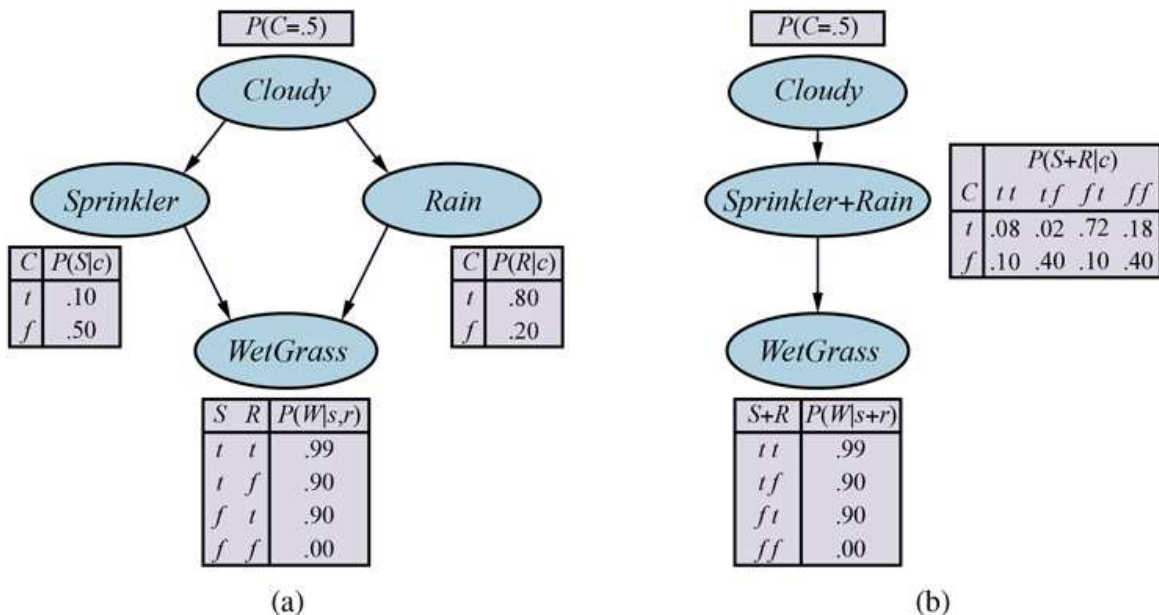 P(C=.5)
Cloudy
Sprinkler
Rain
C P(S|c)
t .10
f .50
C P(R|c)
t .80
f .20
WetGrass
S R P(W|s,r)
t t .99
t f .90
f t .90
f f .00
(a)
P(C=.5)
Cloudy
Sprinkler+Rain
P(S+R|c)
C t t t f f t f f
t .08 .02 .72 .18
f .10 .40 .10 .40
WetGrass
S+R P(W|s+r)
t t .99
t f .90
f t .90
f f .00
(b)